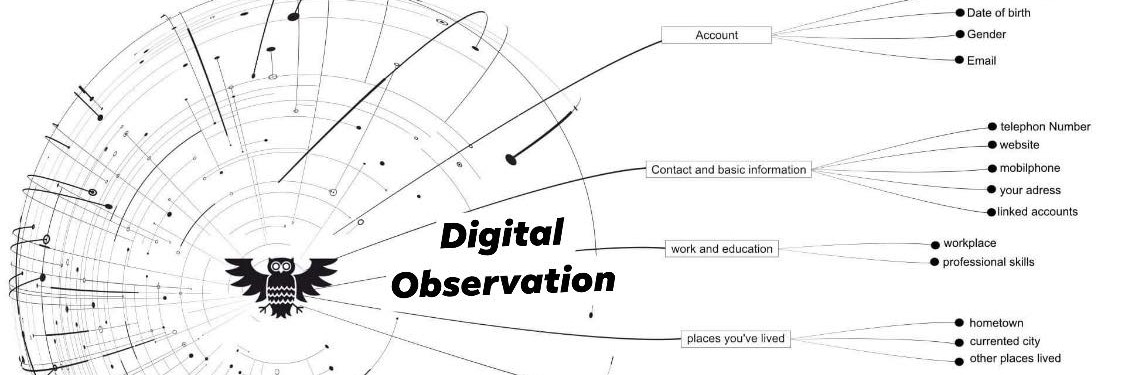 Digital
Observation
Account
Date of birth
Gender
Email
Contact and basic information
telephon Number
website
mobilphone
your adress
linked accounts
work and education
workplace
professional skills
places you've lived
hometown
currented city
other places lived